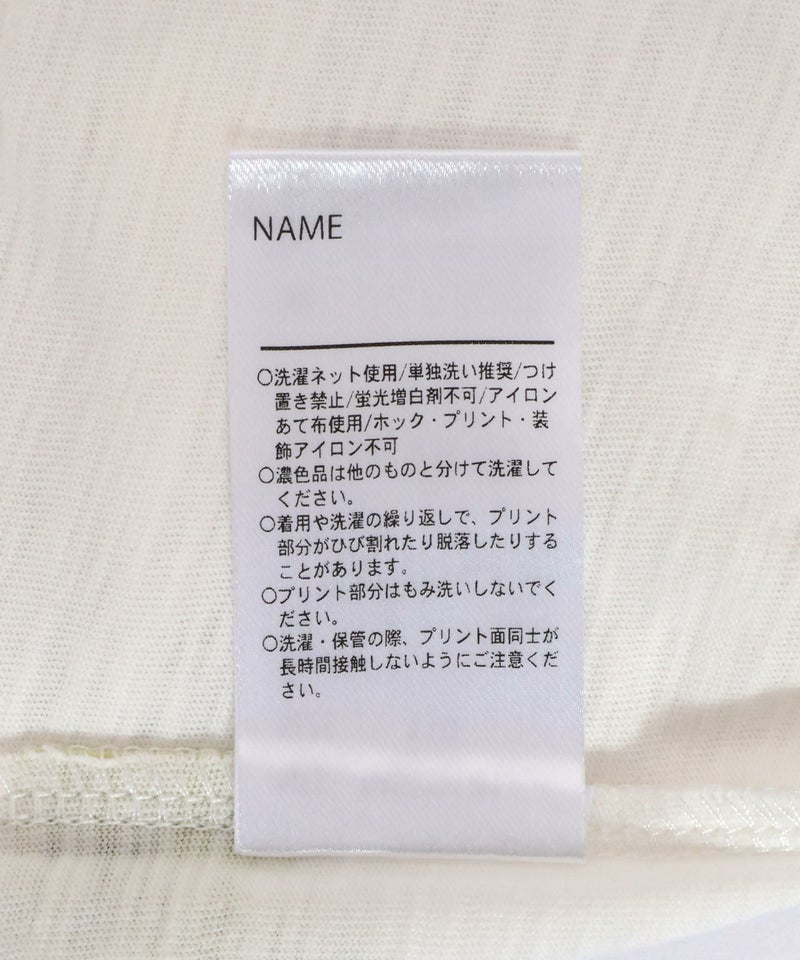 NAME
○洗濯ネット使用/単独洗い推奨/つけ
置き禁止/蛍光増白剤不可/アイロン
あて布使用/ホック・プリント・装
飾アイロン不可
○濃色品は他のものと分けて洗濯して
ください。
○着用や洗濯の繰り返しで、プリント
部分がひび割れたり脱落したりする
ことがあります。
○プリント部分はもみ洗いしないでく
ださい。
○洗濯・保管の際、プリント面同士が
長時間接触しないようにご注意くだ
さい。